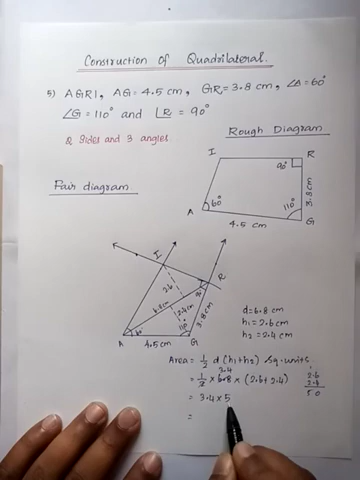 Construction of Quadrilateral.
5) AGRI, AG = 4.5 cm, GR = 3.8 cm, ∠A = 60°
∠G = 110° and ∠R = 90°
2 Sides and 3 angles
Rough Diagram
I
R
90°
3.8cm
60°
110°
A
4.5 cm
G
Fair diagram
I
R
2.6
6.8cm
2.4cm
3.8cm
60°
110°
A
4.5cm
G
d = 6.8 cm
h₁ = 2.6 cm
h₂ = 2.4 cm
Area = 1/2 d (h₁+h₂) Sq. units
3.4
= 1/2 × 6.8 × (2.6 + 2.4)
= 3.4 × 5
=
1
2.6
2.4
5.0